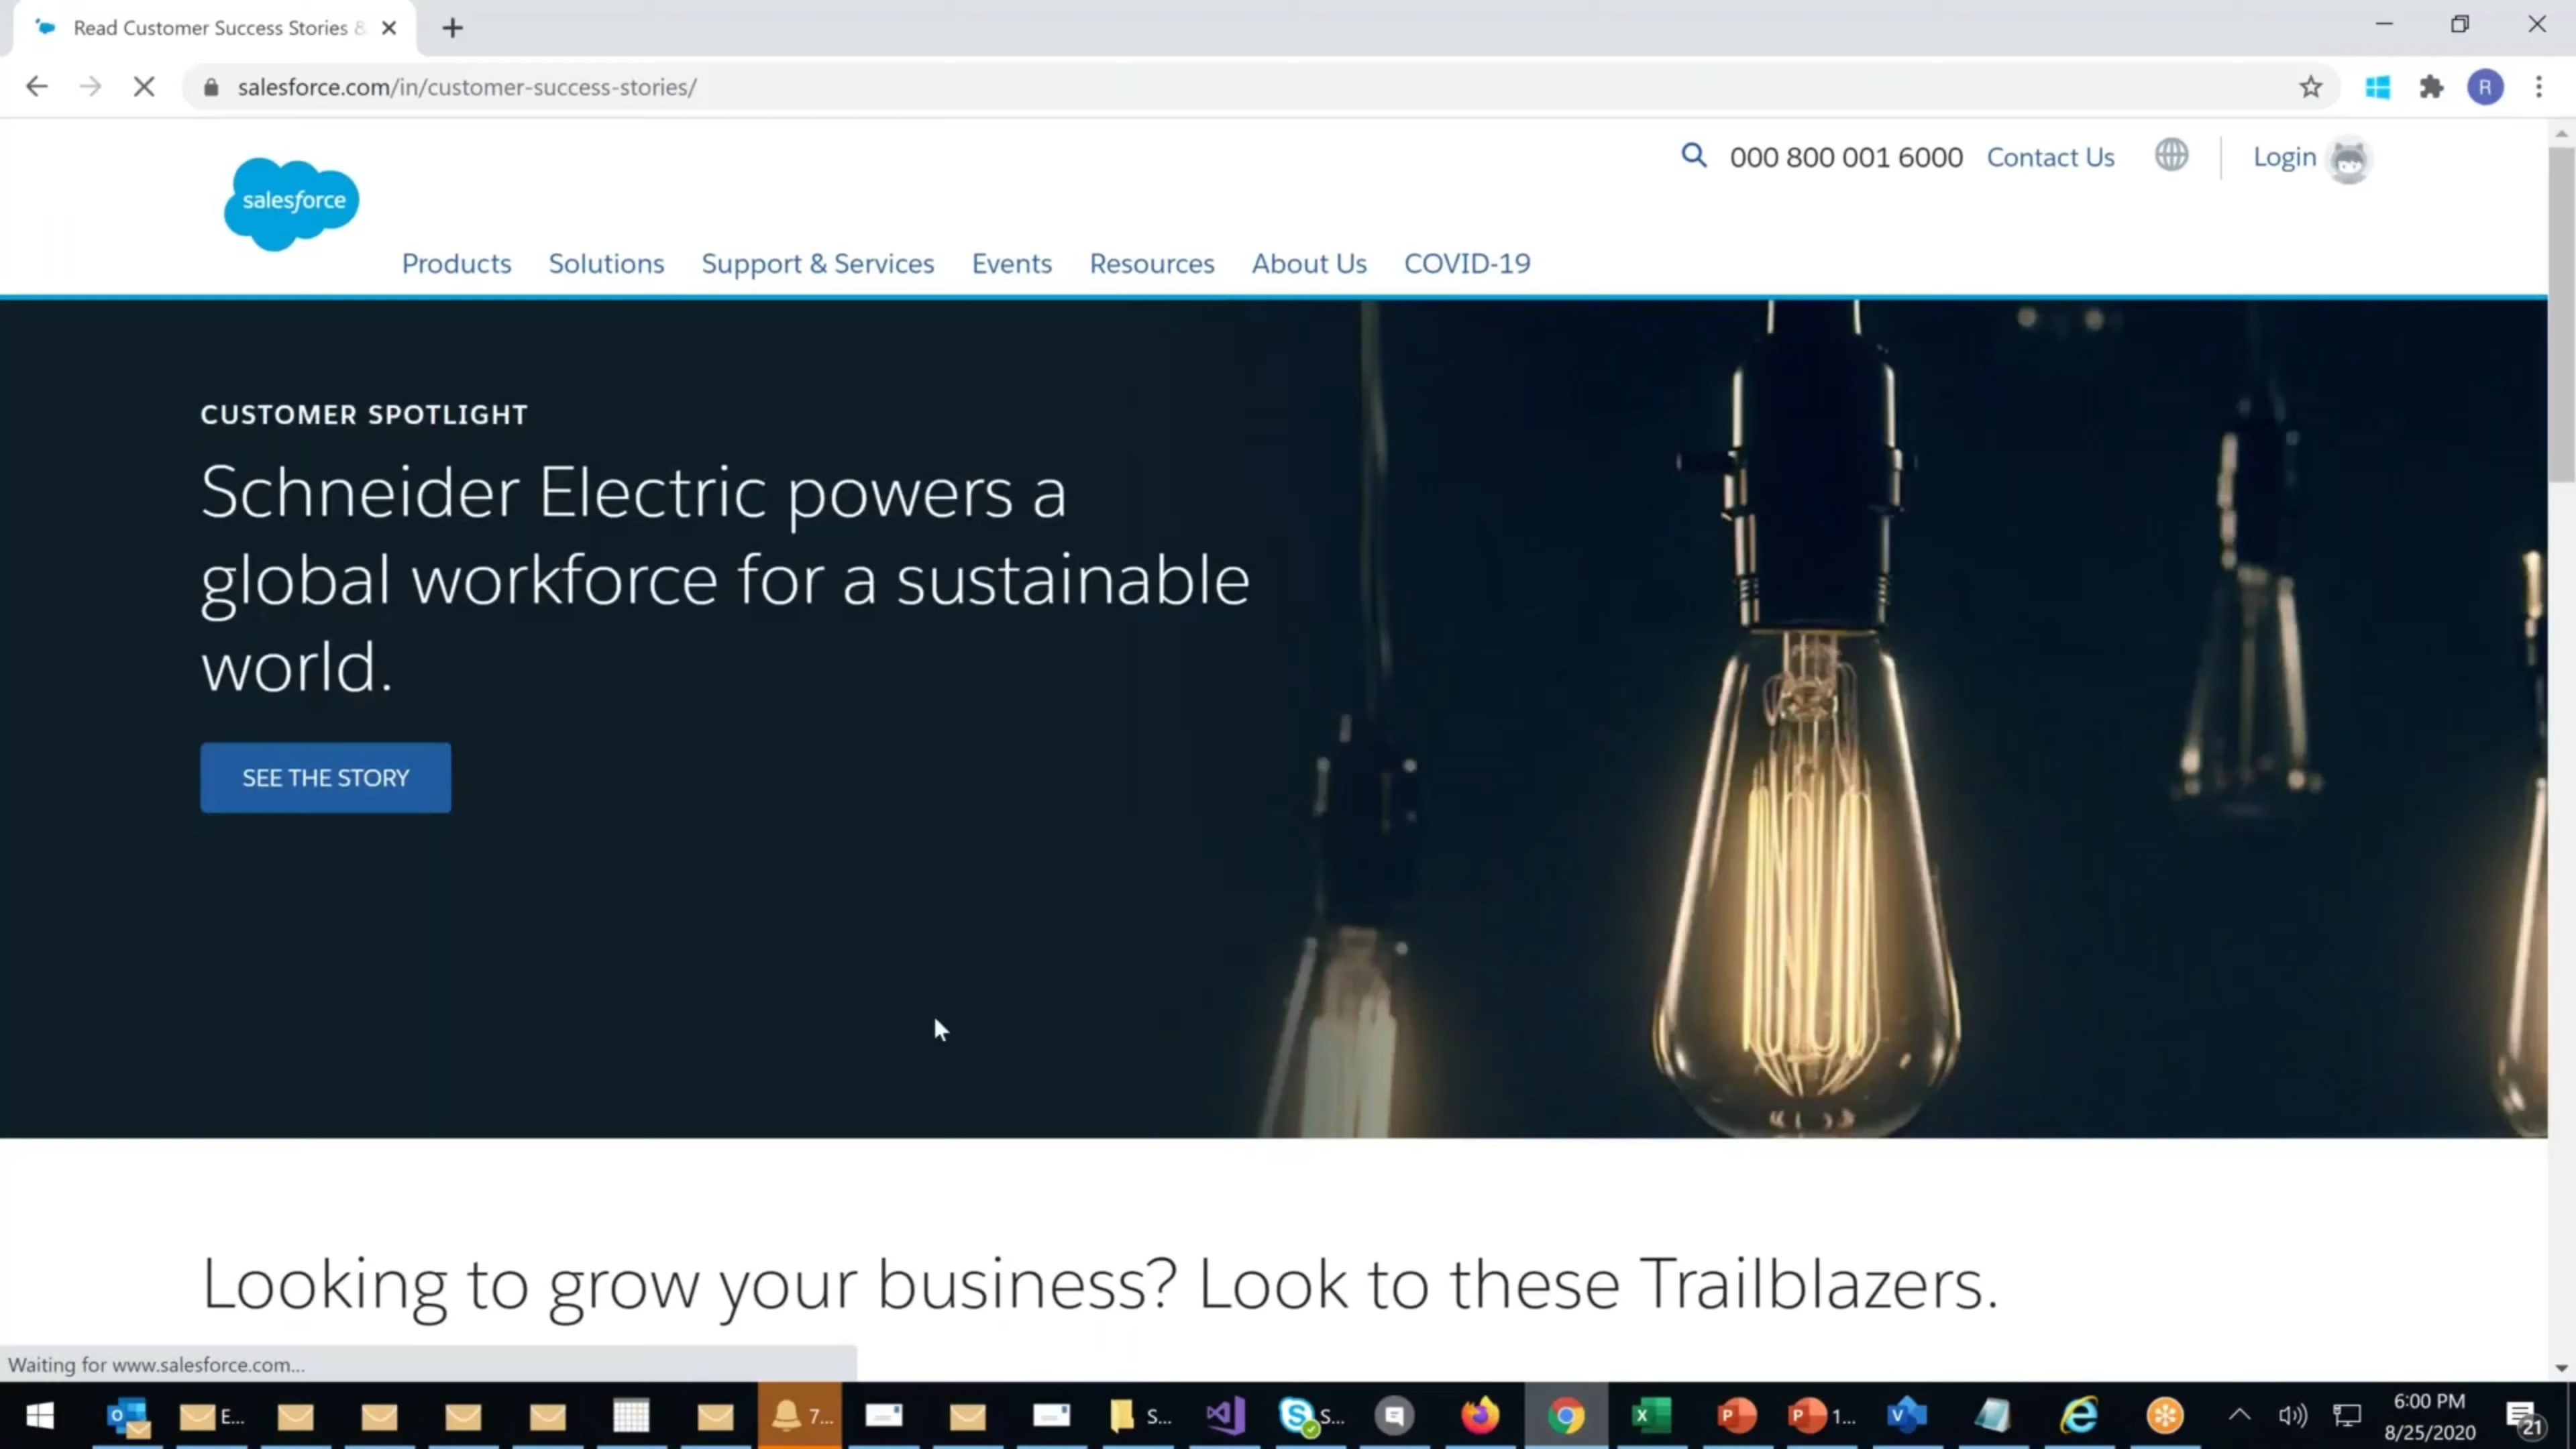 Read Customer Success Stories &
salesforce.com/in/customer-success-stories/
R
000 800 001 6000 Contact Us Login
salesforce
Products Solutions Support & Services Events Resources About Us COVID-19
CUSTOMER SPOTLIGHT
Schneider Electric powers a
global workforce for a sustainable
world.
SEE THE STORY
Looking to grow your business? Look to these Trailblazers.
Waiting for www.salesforce.com...
E... 7... S... S... 1...
6:00 PM
8/25/2020
21